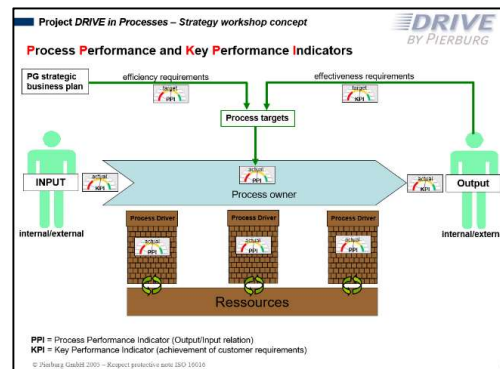 Project DRIVE in Processes – Strategy workshop concept
DRIVE
BY PIERBURG
Process Performance and Key Performance Indicators
PG strategic
business plan
efficiency requirements
effectiveness requirements
target
PPI
target
KPI
Process targets
INPUT
actual
KPI
actual
PPI
Process owner
actual
KPI
Output
internal/external
internal/external
Process Driver
Process Driver
Process Driver
actual
PPI
actual
PPI
actual
PPI
Ressources
PPI = Process Performance Indicator (Output/Input relation)
KPI = Key Performance Indicator (achievement of customer requirements)
© Pierburg GmbH 2005 – Respect protective note ISO 16016